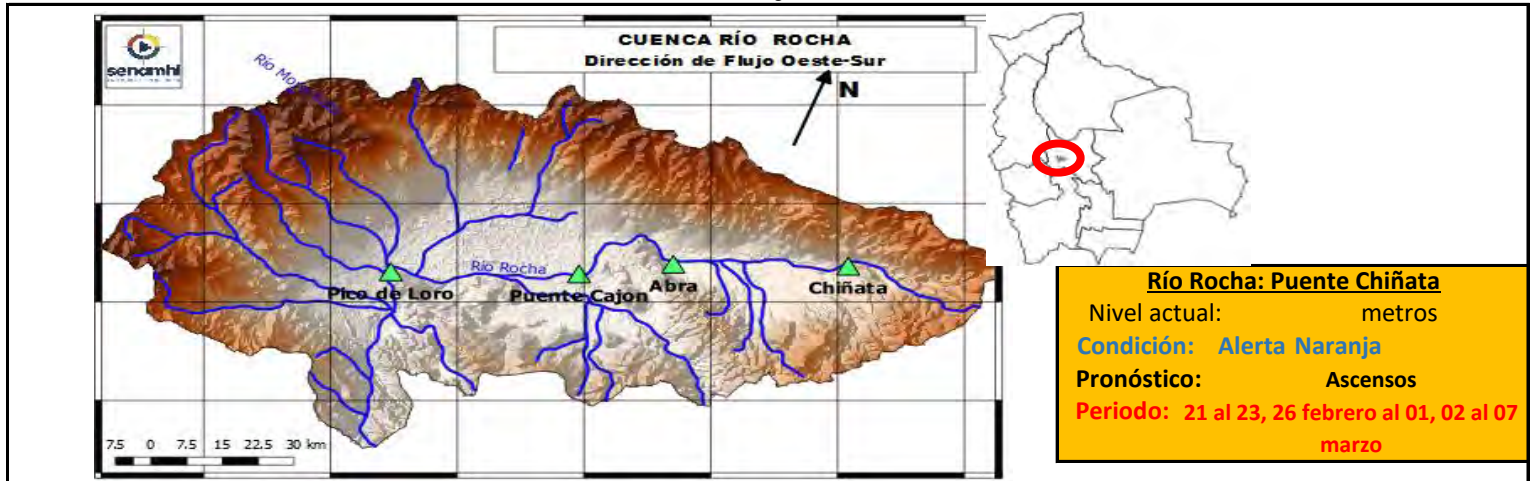 senamhi
CUENCA RÍO ROCHA
Dirección de Flujo Oeste-Sur
N
Río Rocha
Pico de Loro
Puente Cajon
Abra
Chiñata
7.5 0 7.5 15 22.5 30 km
Río Rocha: Puente Chiñata
Nivel actual: metros
Condición: Alerta Naranja
Pronóstico: Ascensos
Periodo: 21 al 23, 26 febrero al 01, 02 al 07
marzo